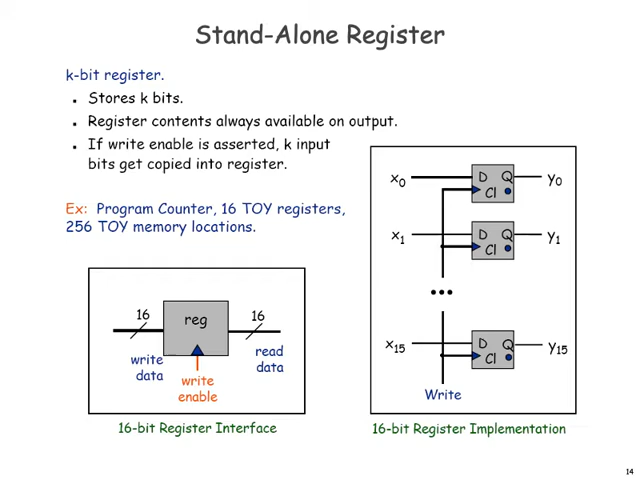 Stand-Alone Register
k-bit register.
▪ Stores k bits.
▪ Register contents always available on output.
▪ If write enable is asserted, k input
bits get copied into register.
Ex: Program Counter, 16 TOY registers,
256 TOY memory locations.
16
reg
16
write
data
read
data
write
enable
16-bit Register Interface
x0
D
Q
Cl
y0
x1
D
Q
Cl
y1
•••
x15
D
Q
Cl
y15
Write
16-bit Register Implementation
14